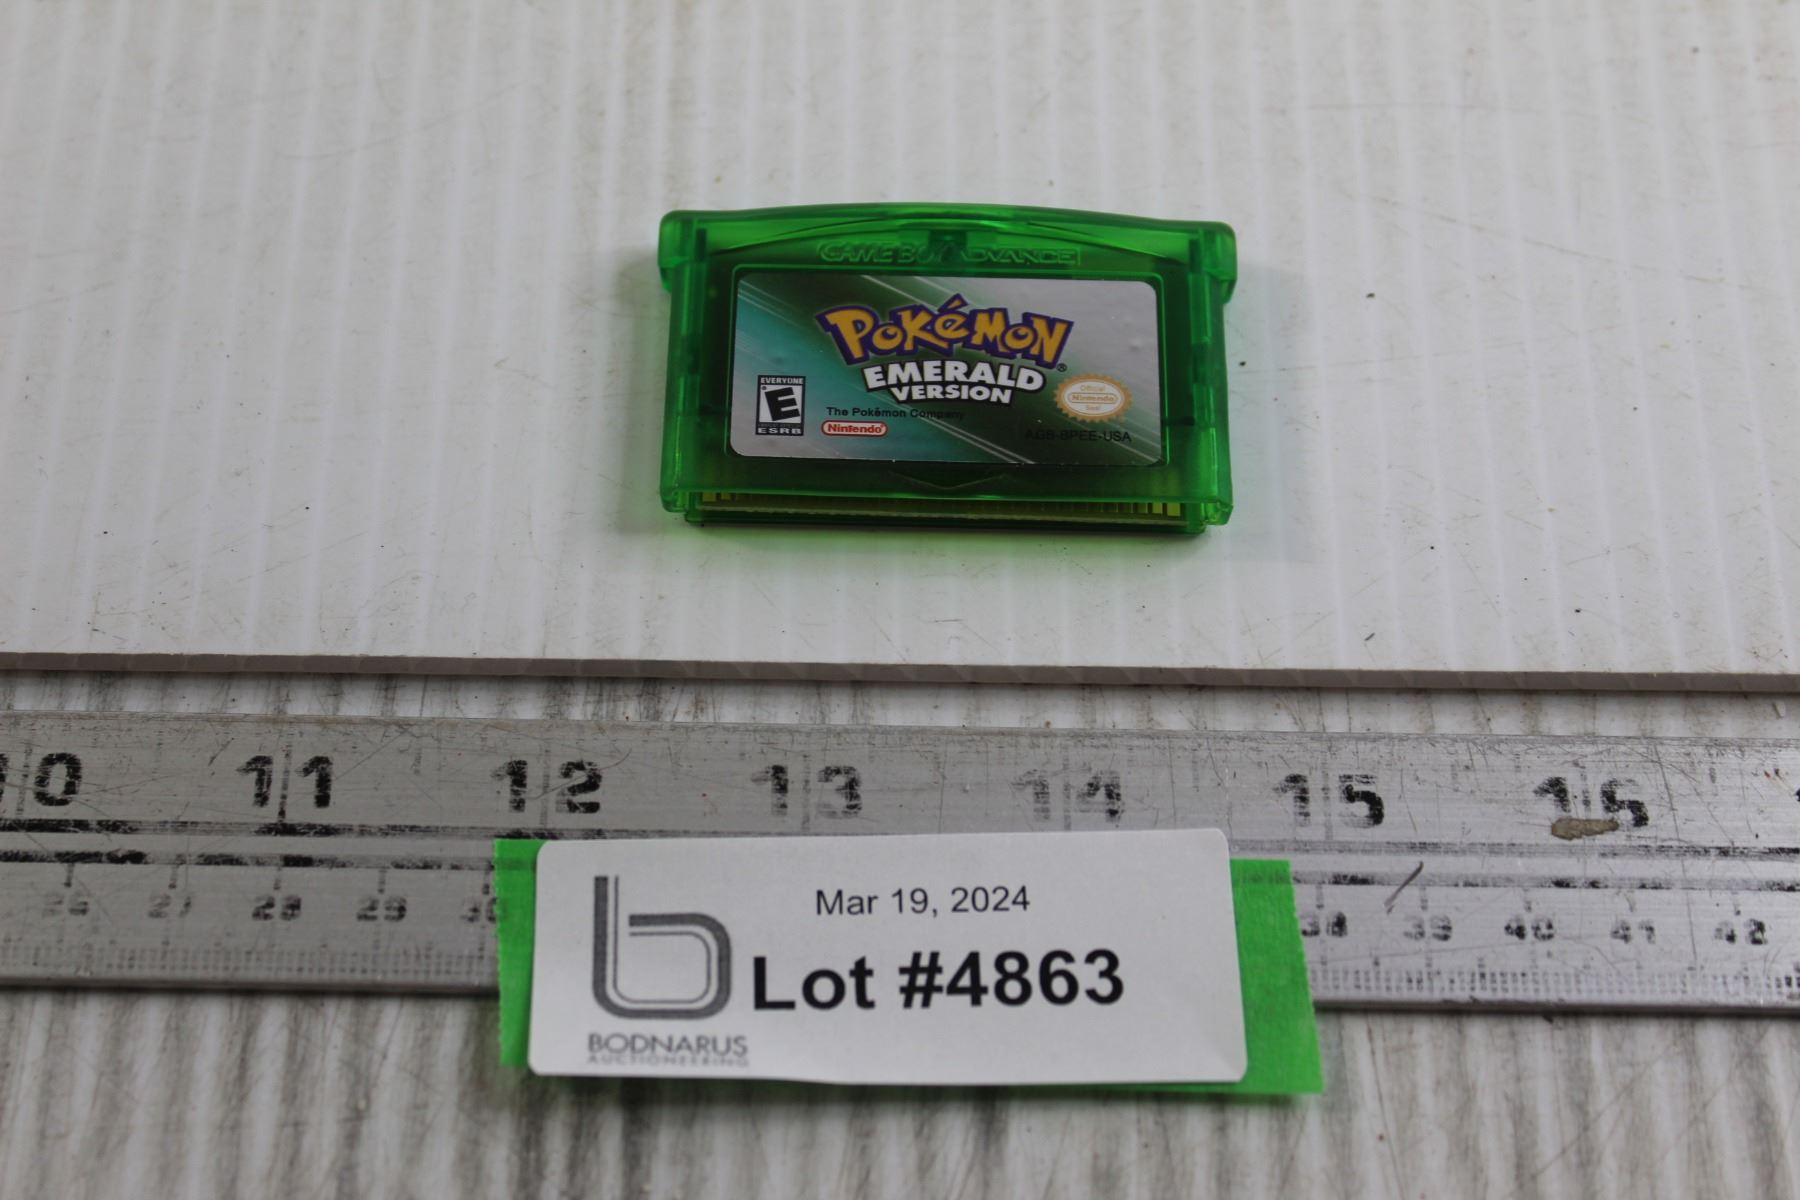 GAME BOY ADVANCE
POKéMON®
EMERALD
VERSION
EVERYONE
E
ESRB
The Pokémon Company
Nintendo
Official
Nintendo
Seal
AGB-BPEE-USA
10 11 12 13 14 15 16
26 27 28 29 38 39 40 41 42
Mar 19, 2024
Lot #4863
BODNARUS
AUCTIONEERING